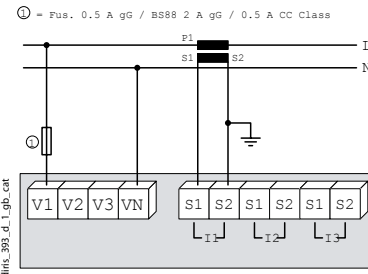 1 = Fus. 0.5 A gG / BS88 2 A gG / 0.5 A CC Class
P1
S1 S2
N
1
V1 V2 V3 VN S1 S2 S1 S2 S1 S2
I1 I2 I3
liris_393_d_1_gb_cat